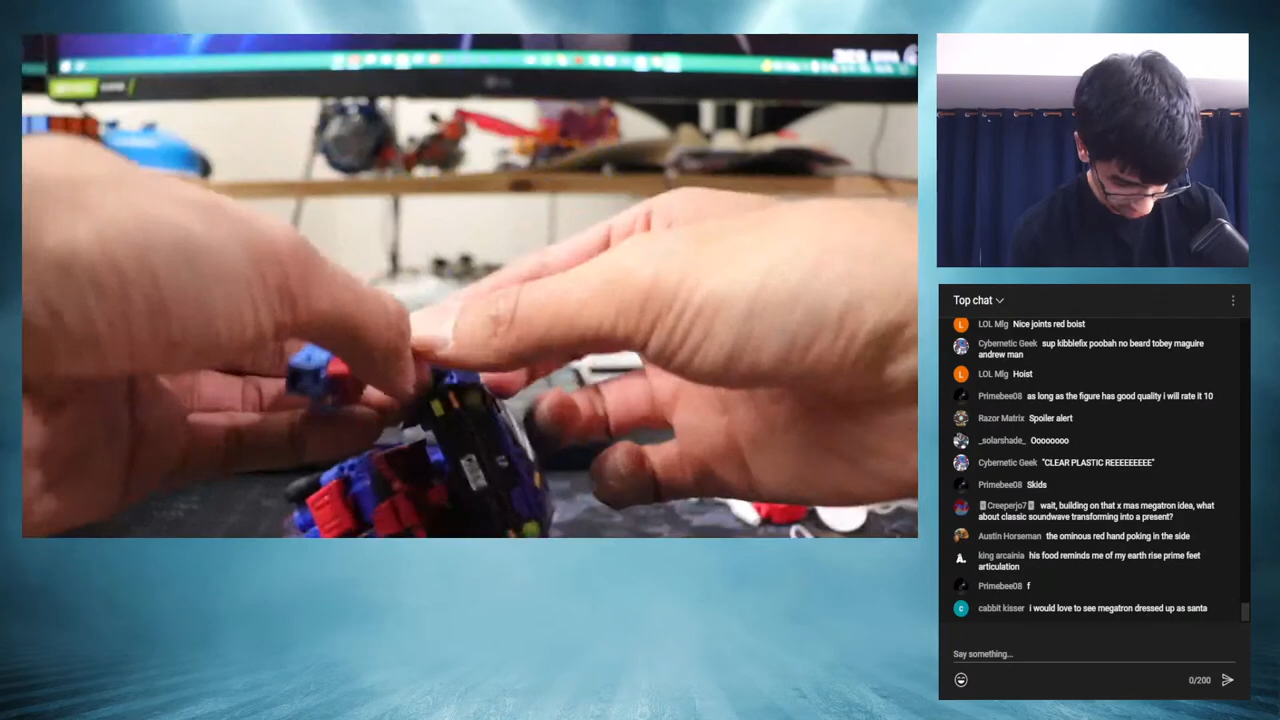 Top chat
LOL Mlg Nice joints red boist
Cybernetic Geek sup kibblefix poobah no beard tobey maguire
andrew man
LOL Mlg Hoist
Primebee08 as long as the figure has good quality i will rate it 10
Razor Matrix Spoiler alert
_solarshade_ Oooooooo
Cybernetic Geek "CLEAR PLASTIC REEEEEEEEE"
Primebee08 Skids
Creeperjo7 wait, building on that x mas megatron idea, what
about classic soundwave transforming into a present?
Austin Horseman the ominous red hand poking in the side
king arcainia his food reminds me of my earth rise prime feet
articulation
Primebee08 f
cabbit kisser i would love to see megatron dressed up as santa
Say something...
0/200